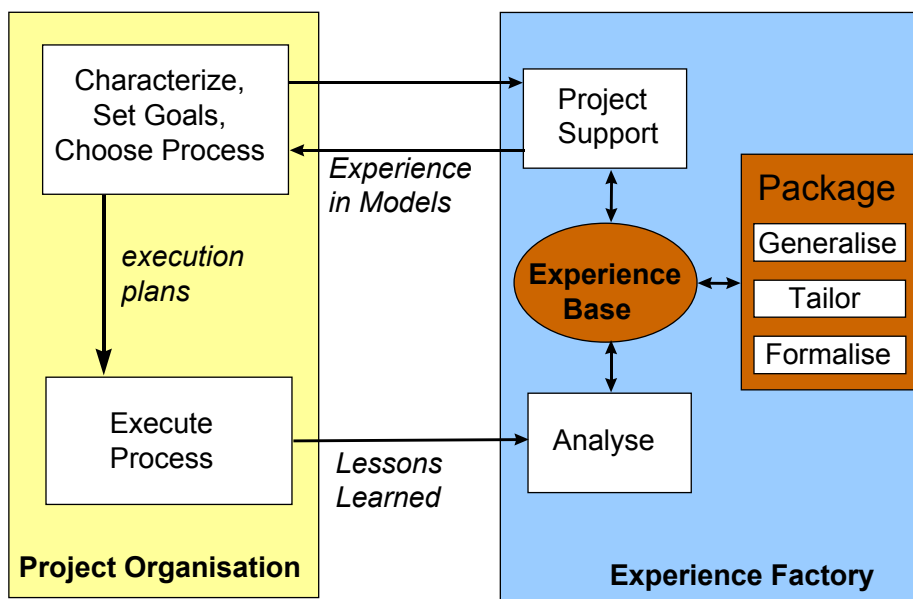 Characterize,
Set Goals,
Choose Process
Experience
in Models
execution
plans
Execute
Process
Lessons
Learned
Project Organisation
Project
Support
Experience
Base
Analyse
Package
Generalise
Tailor
Formalise
Experience Factory